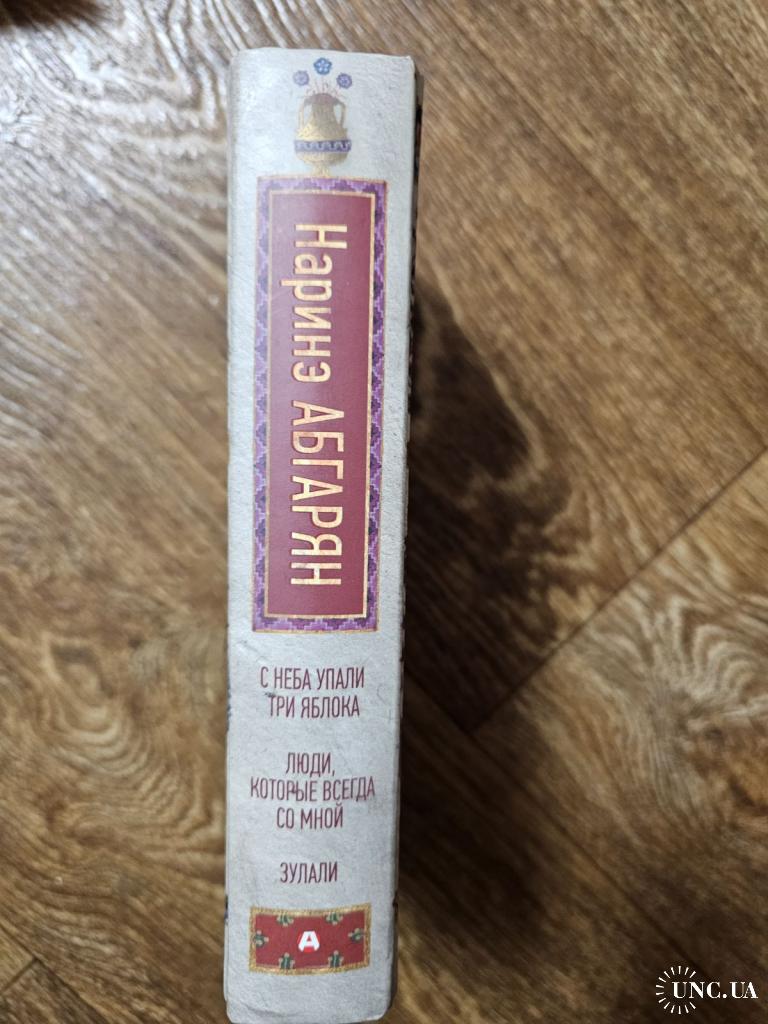 Наринэ АБГАРЯН
С НЕБА УПАЛИ
ТРИ ЯБЛОКА
ЛЮДИ,
КОТОРЫЕ ВСЕГДА
СО МНОЙ
ЗУЛАЛИ
А
UNC.UA